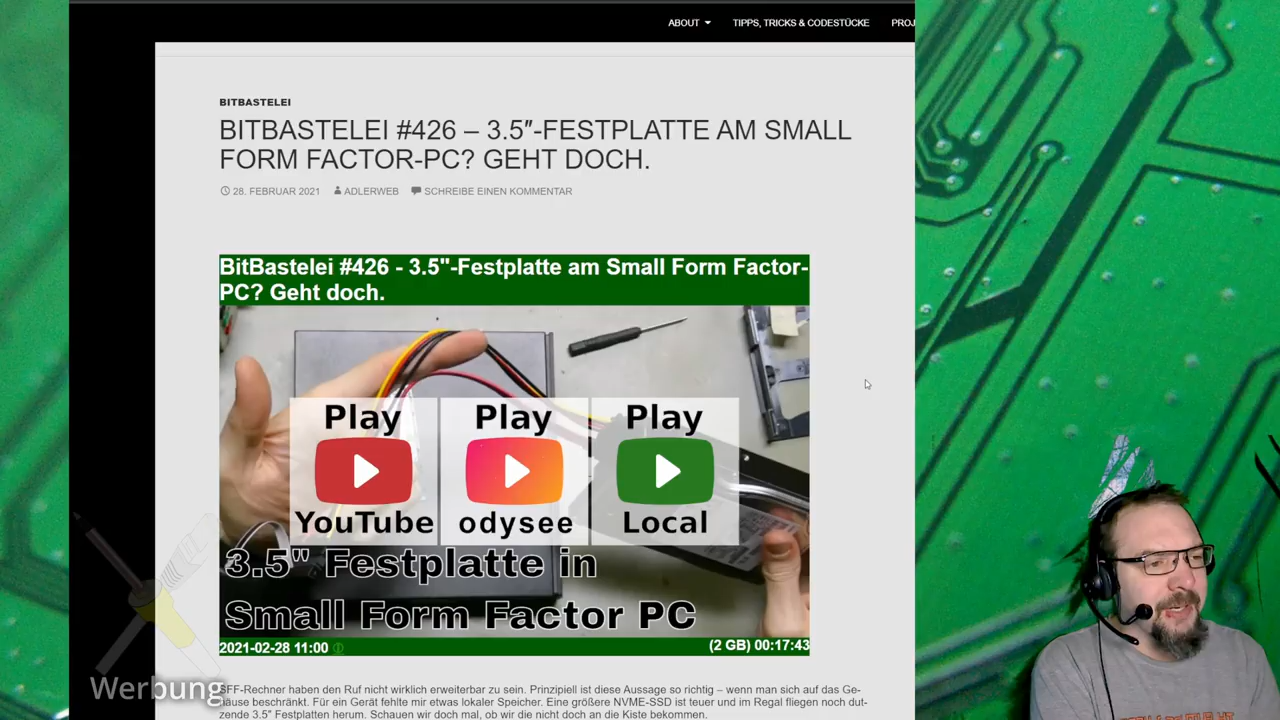 ABOUT
TIPPS, TRICKS & CODESTÜCKE
PROJ
BITBASTELEI
BITBASTELEI #426 – 3.5″-FESTPLATTE AM SMALL
FORM FACTOR-PC? GEHT DOCH.
28. FEBRUAR 2021
ADLERWEB
SCHREIBE EINEN KOMMENTAR
BitBastelei #426 - 3.5"-Festplatte am Small Form Factor-
PC? Geht doch.
Play
YouTube
Play
odysee
Play
Local
3.5" Festplatte in
Small Form Factor PC
2021-02-28 11:00
(2 GB) 00:17:43
SFF-Rechner haben den Ruf nicht wirklich erweiterbar zu sein. Prinzipiell ist diese Aussage so richtig – wenn man sich auf das Ge-
häuse beschränkt. Für ein Gerät fehlte mir etwas lokaler Speicher. Eine größere NVME-SSD ist teuer und im Regal fliegen noch dut-
zende 3.5" Festplatten herum. Schauen wir doch mal, ob wir die nicht doch an die Kiste bekommen.
Werbung